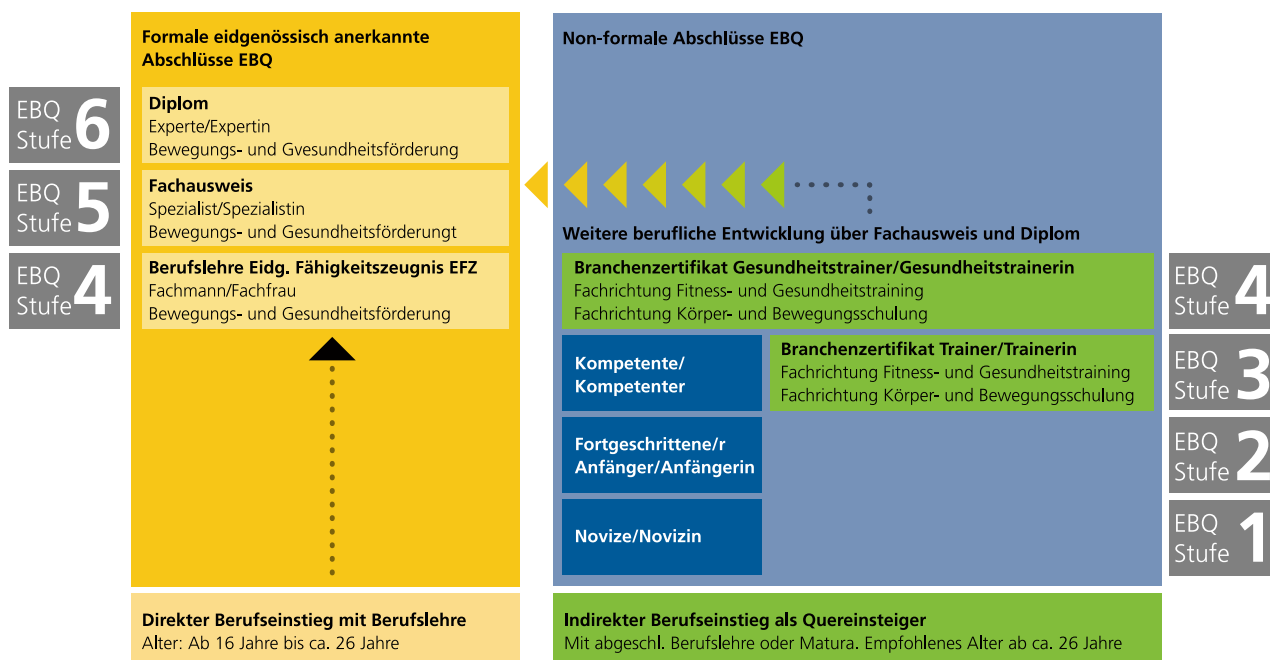 Formale eidgenössisch anerkannte
Abschlüsse EBQ
EBQ
Stufe 6
Diplom
Experte/Expertin
Bewegungs- und Gvesundheitsförderung
EBQ
Stufe 5
Fachausweis
Spezialist/Spezialistin
Bewegungs- und Gesundheitsförderungt
EBQ
Stufe 4
Berufslehre Eidg. Fähigkeitszeugnis EFZ
Fachmann/Fachfrau
Bewegungs- und Gesundheitsförderung
Direkter Berufseinstieg mit Berufslehre
Alter: Ab 16 Jahre bis ca. 26 Jahre
Non-formale Abschlüsse EBQ
Weitere berufliche Entwicklung über Fachausweis und Diplom
Branchenzertifikat Gesundheitstrainer/Gesundheitstrainerin
Fachrichtung Fitness- und Gesundheitstraining
Fachrichtung Körper- und Bewegungsschulung
EBQ
Stufe 4
Kompetente/
Kompetenter
Branchenzertifikat Trainer/Trainerin
Fachrichtung Fitness- und Gesundheitstraining
Fachrichtung Körper- und Bewegungsschulung
EBQ
Stufe 3
Fortgeschrittene/r
Anfänger/Anfängerin
EBQ
Stufe 2
Novize/Novizin
EBQ
Stufe 1
Indirekter Berufseinstieg als Quereinsteiger
Mit abgeschl. Berufslehre oder Matura. Empfohlenes Alter ab ca. 26 Jahre